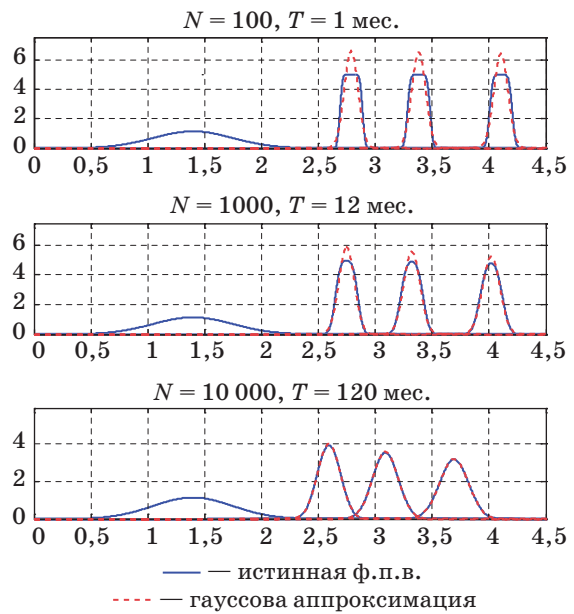 N = 100, T = 1 мес.
6
4
2
0
0 0,5 1 1,5 2 2,5 3 3,5 4 4,5
N = 1000, T = 12 мес.
6
4
2
0
0 0,5 1 1,5 2 2,5 3 3,5 4 4,5
N = 10 000, T = 120 мес.
4
2
0
0 0,5 1 1,5 2 2,5 3 3,5 4 4,5
— истинная ф.п.в.
— гауссова аппроксимация